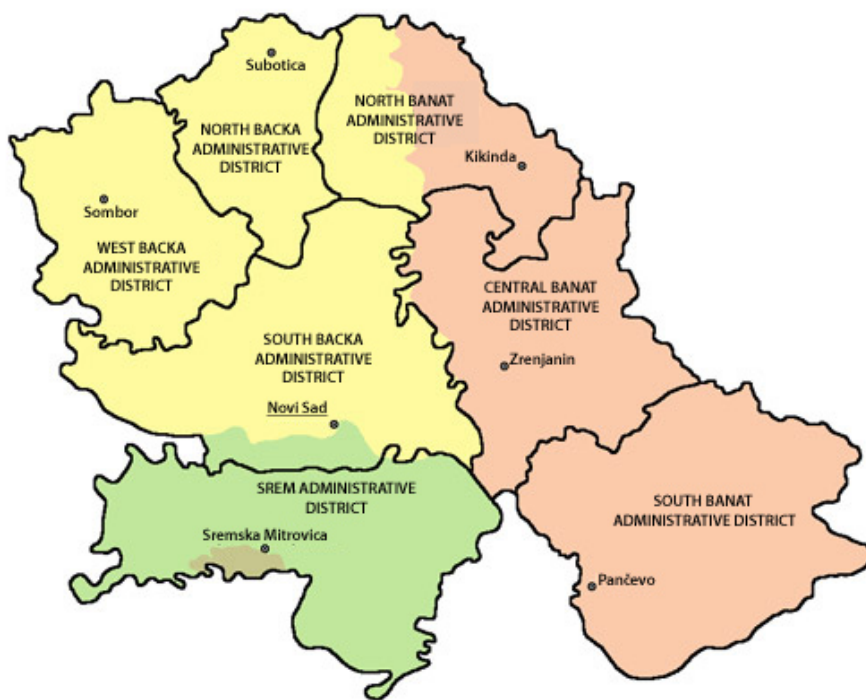 Subotica
NORTH BACKA
ADMINISTRATIVE
DISTRICT
NORTH BANAT
ADMINISTRATIVE
DISTRICT
Kikinda
Sombor
WEST BACKA
ADMINISTRATIVE
DISTRICT
CENTRAL BANAT
ADMINISTRATIVE
DISTRICT
SOUTH BACKA
ADMINISTRATIVE
DISTRICT
Zrenjanin
Novi Sad
SREM ADMINISTRATIVE
DISTRICT
SOUTH BANAT
ADMINISTRATIVE DISTRICT
Sremska Mitrovica
Pančevo